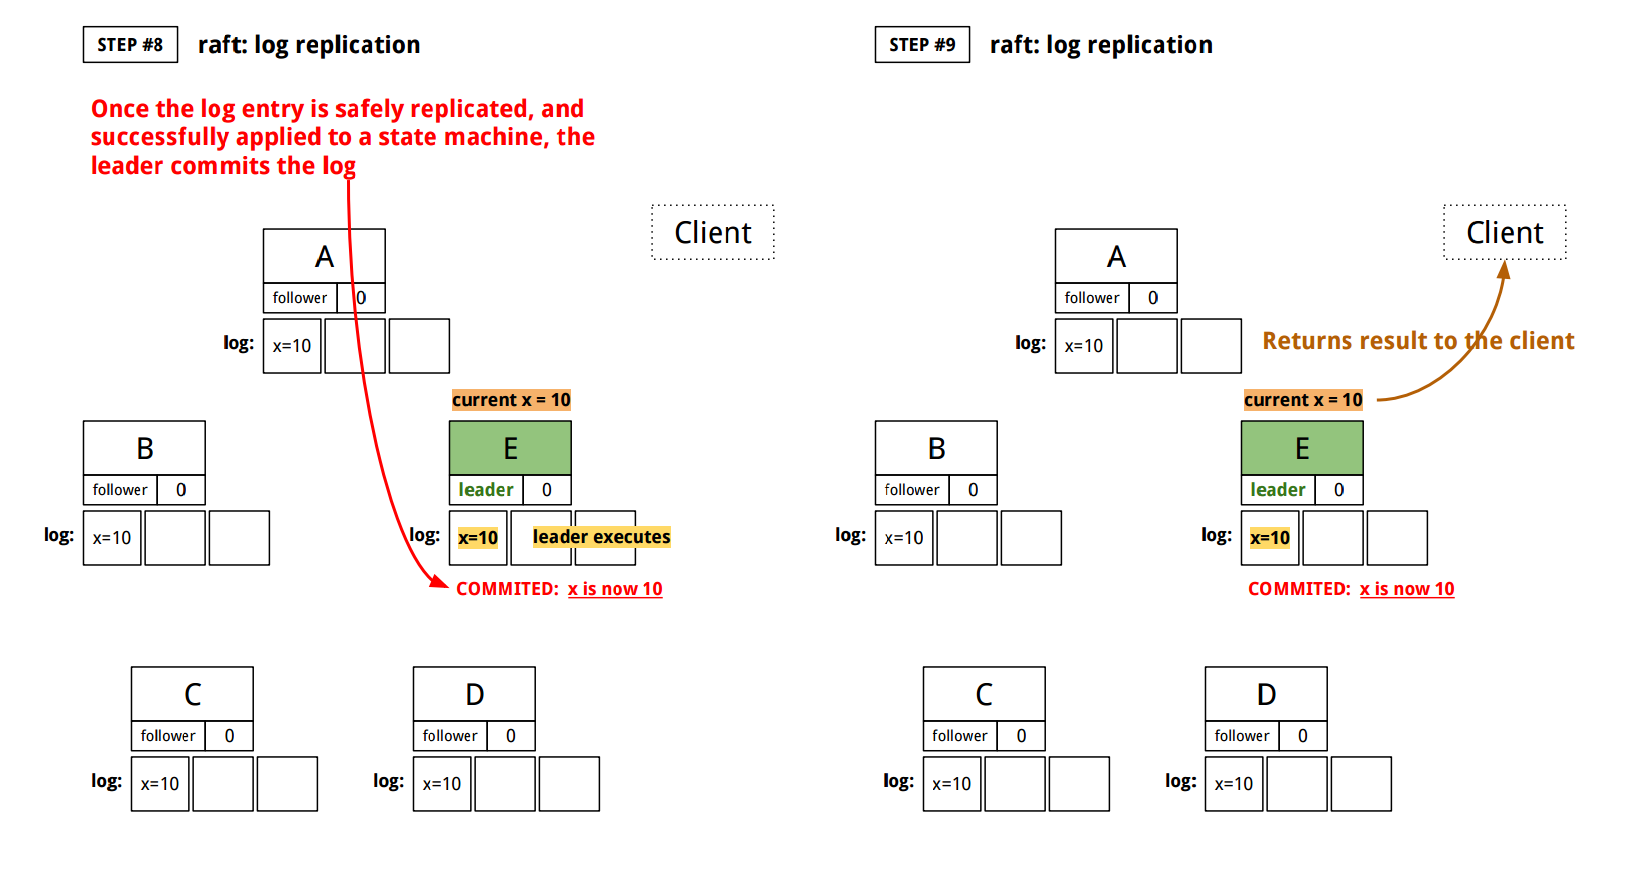 STEP #8
raft: log replication
Once the log entry is safely replicated, and
successfully applied to a state machine, the
leader commits the log
Client
A
follower
0
log:
x=10
current x = 10
B
follower
0
log:
x=10
E
leader
0
log:
x=10
leader executes
COMMITED: x is now 10
C
follower
0
log:
x=10
D
follower
0
log:
x=10
STEP #9
raft: log replication
Client
A
follower
0
log:
x=10
Returns result to the client
current x = 10
B
follower
0
log:
x=10
E
leader
0
log:
x=10
COMMITED: x is now 10
C
follower
0
log:
x=10
D
follower
0
log:
x=10